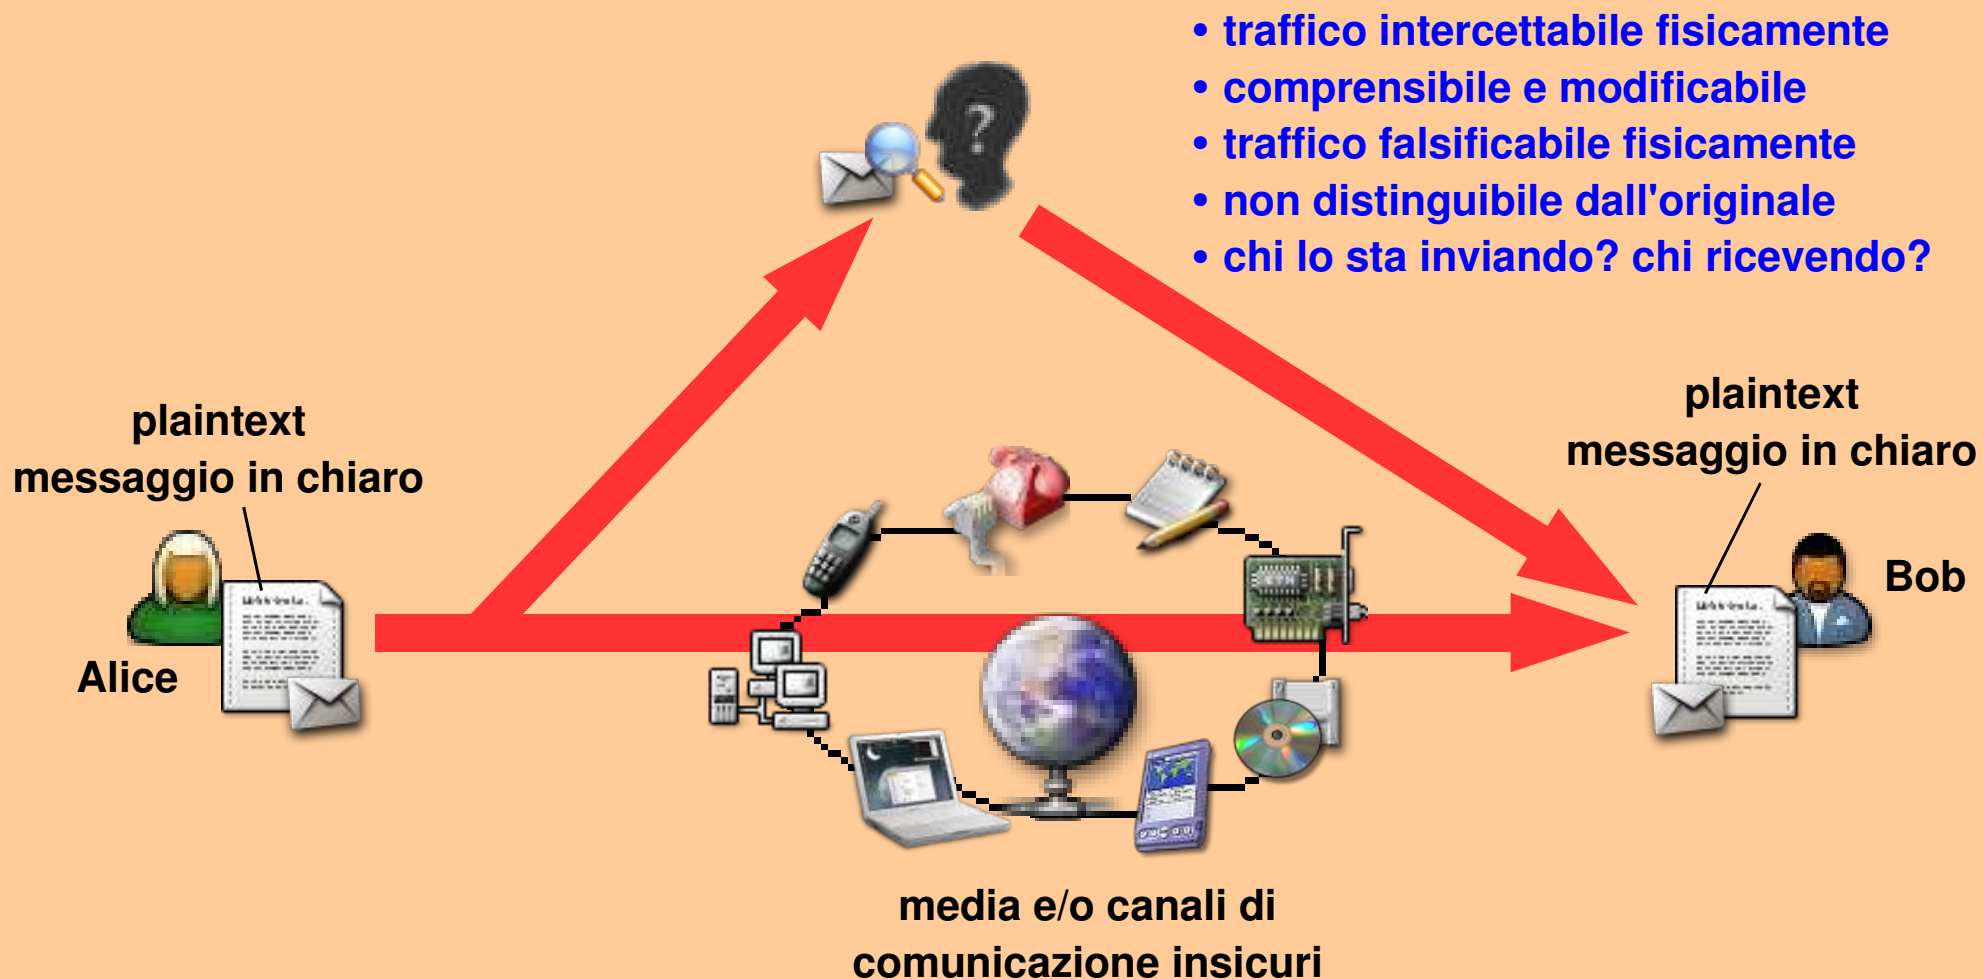 • traffico intercettabile fisicamente
• comprensibile e modificabile
• traffico falsificabile fisicamente
• non distinguibile dall'originale
• chi lo sta inviando? chi ricevendo?
?
plaintext
messaggio in chiaro
plaintext
messaggio in chiaro
Alice
Bob
media e/o canali di
comunicazione insicuri